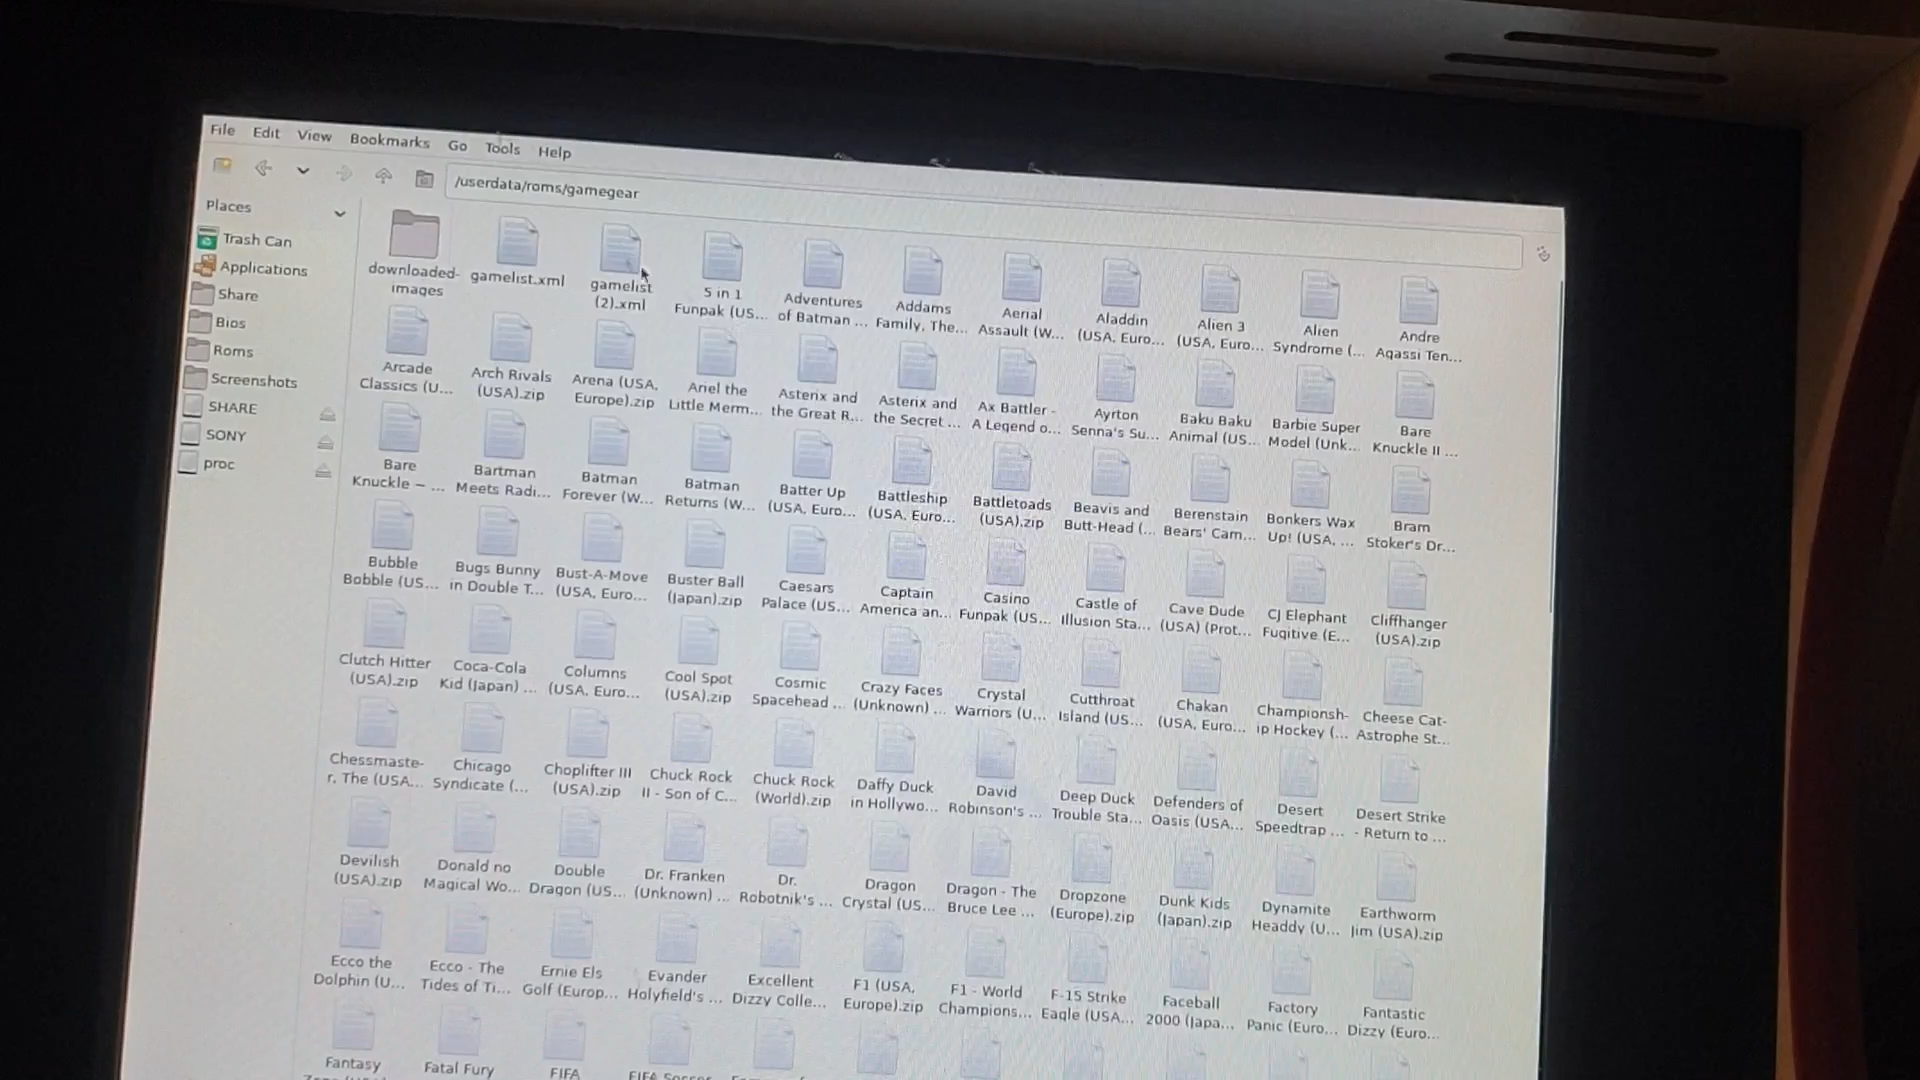 File Edit View Bookmarks Go Tools Help
/userdata/roms/gamegear
Places
Trash Can
Applications
Share
Bios
Roms
Screenshots
SHARE
SONY
proc
downloaded-
images
gamelist.xml
gamelist
(2).xml
5 in 1
Funpak (US...
Adventures
of Batman ...
Addams
Family, The...
Aerial
Assault (W...
Aladdin
(USA, Euro...
Alien 3
(USA, Euro...
Alien
Syndrome (...
Andre
Agassi Ten...
Arcade
Classics (U...
Arch Rivals
(USA).zip
Arena (USA,
Europe).zip
Ariel the
Little Merm...
Asterix and
the Great R...
Asterix and
the Secret ...
Ax Battler -
A Legend o...
Ayrton
Senna's Su...
Baku Baku
Animal (US...
Barbie Super
Model (Unk...
Bare
Knuckle II ...
Bare
Knuckle – ...
Bartman
Meets Radi...
Batman
Forever (W...
Batman
Returns (W...
Batter Up
(USA, Euro...
Battleship
(USA, Euro...
Battletoads
(USA).zip
Beavis and
Butt-Head (...
Berenstain
Bears' Cam...
Bonkers Wax
Up! (USA, ...
Bram
Stoker's Dr...
Bubble
Bobble (US...
Bugs Bunny
in Double T...
Bust-A-Move
(USA, Euro...
Buster Ball
(Japan).zip
Caesars
Palace (US...
Captain
America an...
Casino
Funpak (US...
Castle of
Illusion Sta...
Cave Dude
(USA) (Prot...
CJ Elephant
Fugitive (E...
Cliffhanger
(USA).zip
Clutch Hitter
(USA).zip
Coca-Cola
Kid (Japan) ...
Columns
(USA, Euro...
Cool Spot
(USA).zip
Cosmic
Spacehead ...
Crazy Faces
(Unknown) ...
Crystal
Warriors (U...
Cutthroat
Island (US...
Chakan
(USA, Euro...
Championsh-
ip Hockey (...
Cheese Cat-
Astrophe St...
Chessmaste-
r, The (USA...
Chicago
Syndicate (...
Choplifter III
(USA).zip
Chuck Rock
II - Son of C...
Chuck Rock
(World).zip
Daffy Duck
in Hollywo...
David
Robinson's ...
Deep Duck
Trouble Sta...
Defenders of
Oasis (USA...
Desert
Speedtrap ...
Desert Strike
- Return to ...
Devilish
(USA).zip
Donald no
Magical Wo...
Double
Dragon (US...
Dr. Franken
(Unknown) ...
Dr.
Robotnik's ...
Dragon
Crystal (US...
Dragon - The
Bruce Lee ...
Dropzone
(Europe).zip
Dunk Kids
(Japan).zip
Dynamite
Headdy (U...
Earthworm
Jim (USA).zip
Ecco the
Dolphin (U...
Ecco - The
Tides of Ti...
Ernie Els
Golf (Europ...
Evander
Holyfield's ...
Excellent
Dizzy Colle...
F1 (USA,
Europe).zip
F1 - World
Champions...
F-15 Strike
Eagle (USA...
Faceball
2000 (Japa...
Factory
Panic (Euro...
Fantastic
Dizzy (Euro...
Fantasy
Fatal Fury
FIFA
FIFA Soccer